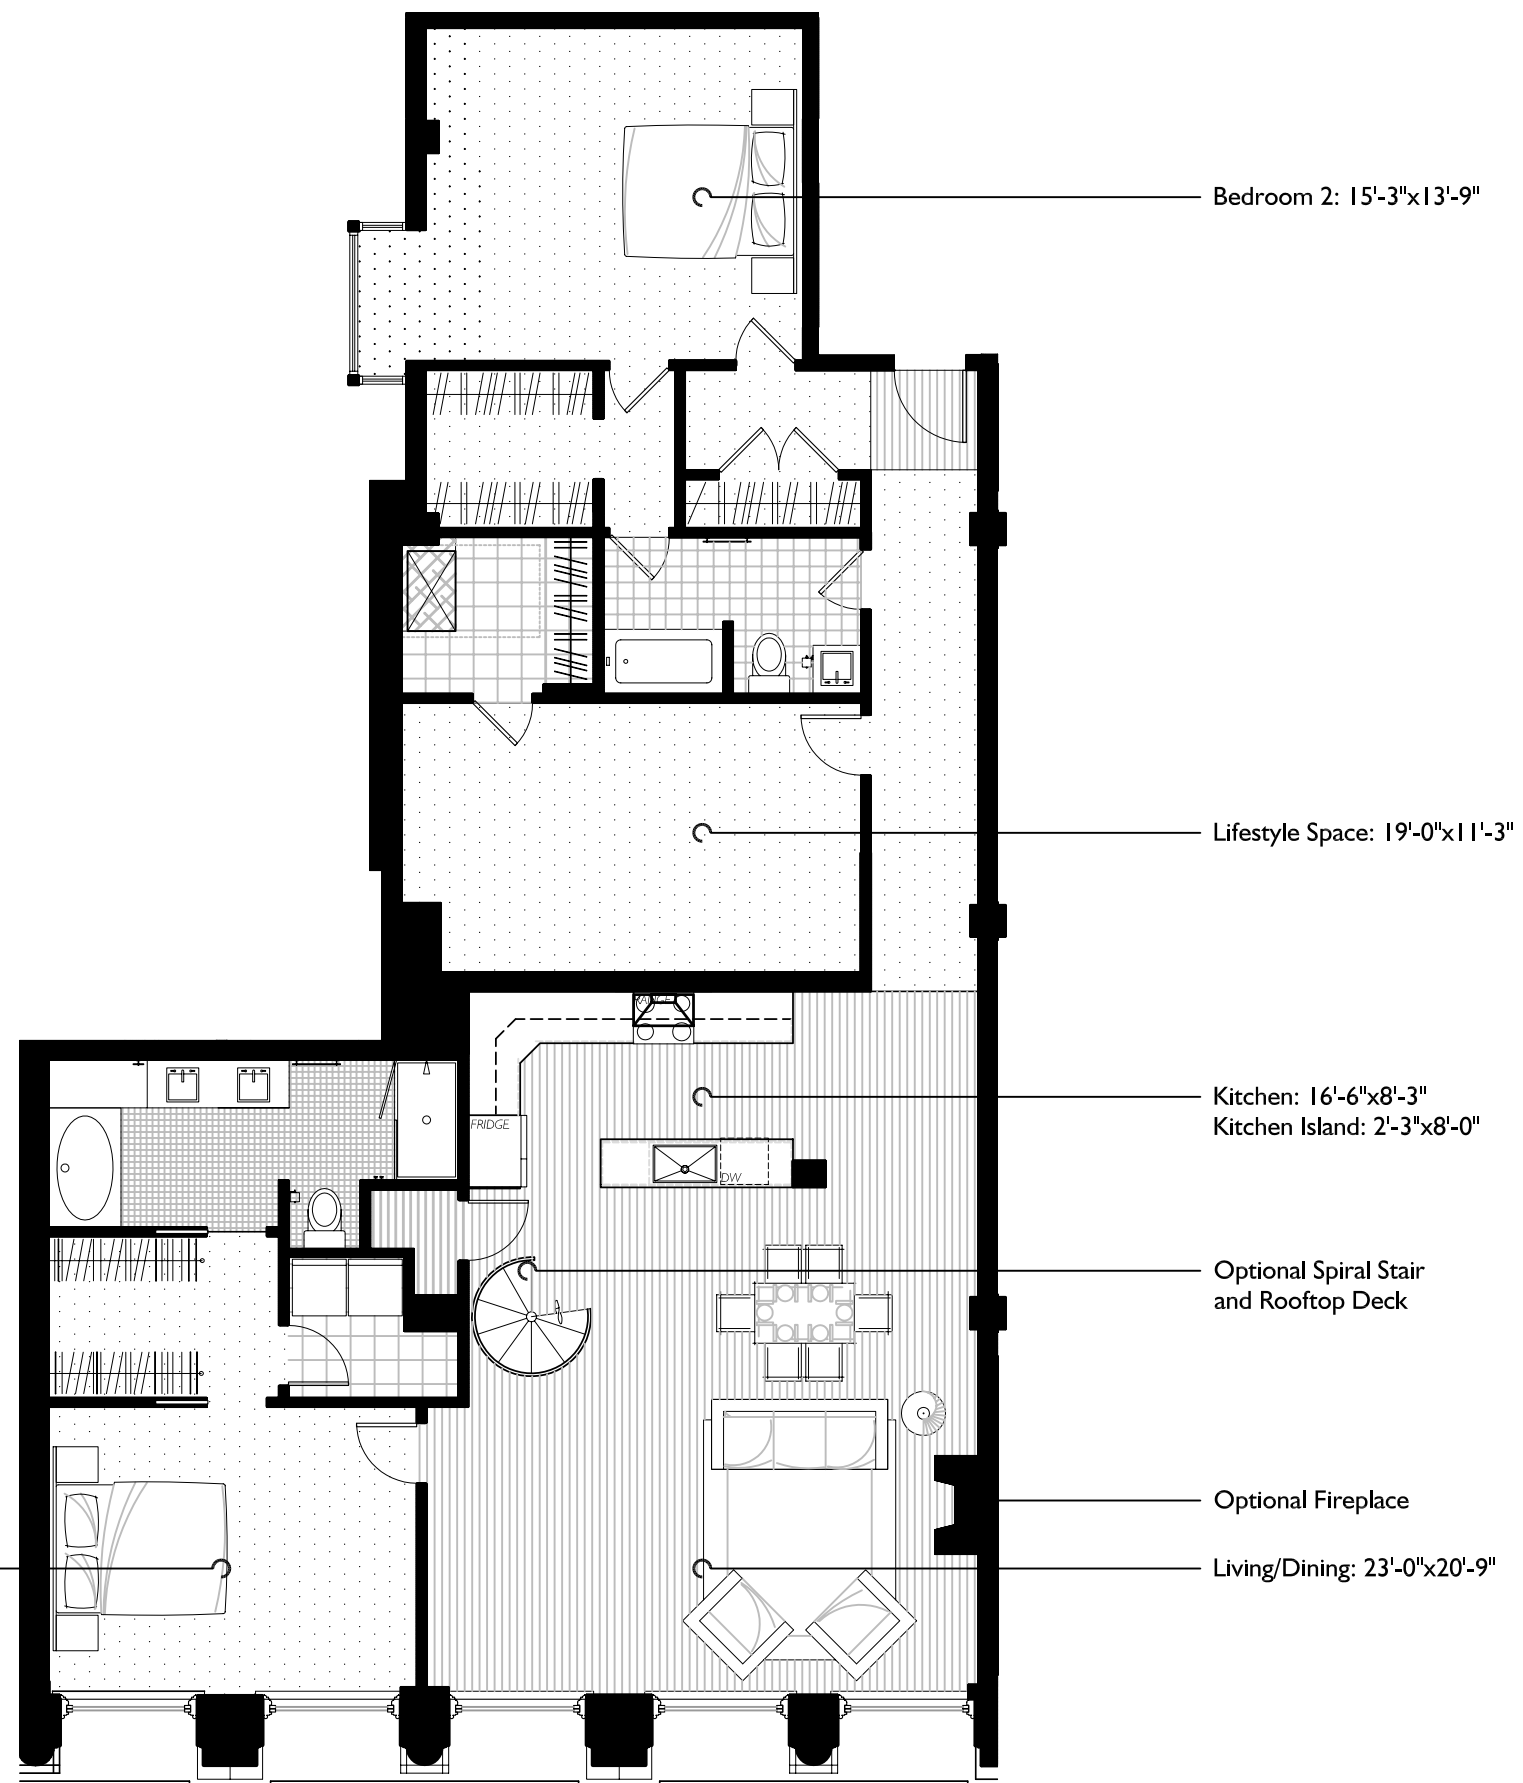 Bedroom 2: 15'-3"x13'-9"
Lifestyle Space: 19'-0"x11'-3"
RANGE
Kitchen: 16'-6"x8'-3"
Kitchen Island: 2'-3"x8'-0"
FRIDGE
DW
Optional Spiral Stair
and Rooftop Deck
Optional Fireplace
Living/Dining: 23'-0"x20'-9"